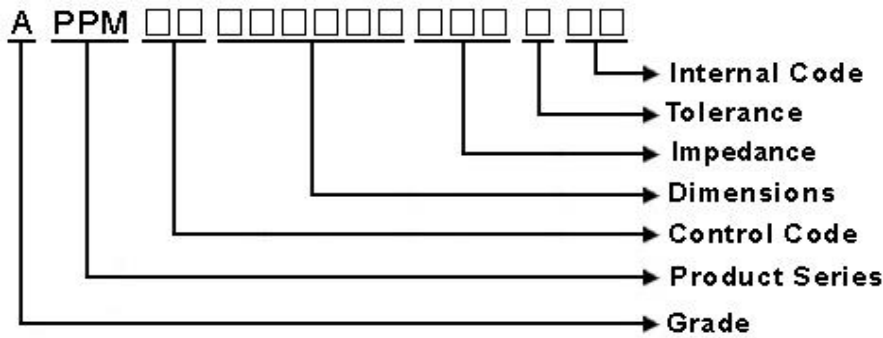 A PPM □□ □□□□□□ □□□ □ □□
Internal Code
Tolerance
Impedance
Dimensions
Control Code
Product Series
Grade